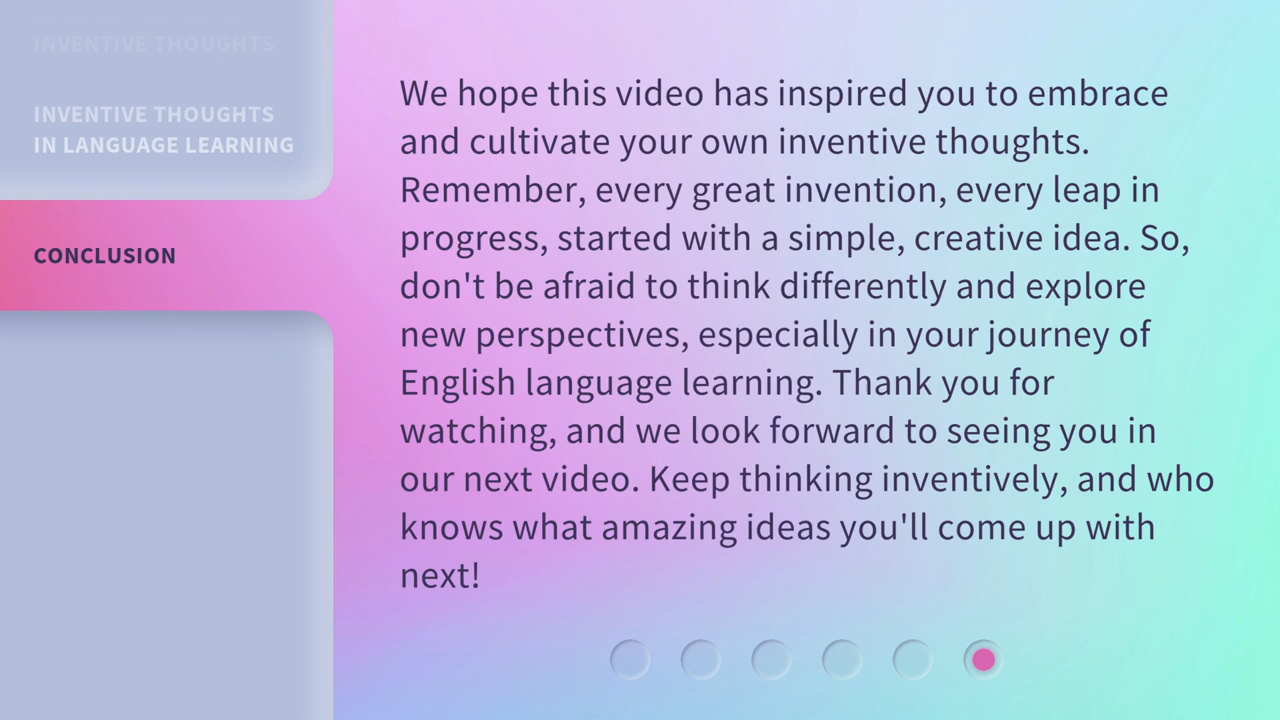 INVENTIVE THOUGHTS
INVENTIVE THOUGHTS
IN LANGUAGE LEARNING
CONCLUSION
We hope this video has inspired you to embrace
and cultivate your own inventive thoughts.
Remember, every great invention, every leap in
progress, started with a simple, creative idea. So,
don't be afraid to think differently and explore
new perspectives, especially in your journey of
English language learning. Thank you for
watching, and we look forward to seeing you in
our next video. Keep thinking inventively, and who
knows what amazing ideas you'll come up with
next!